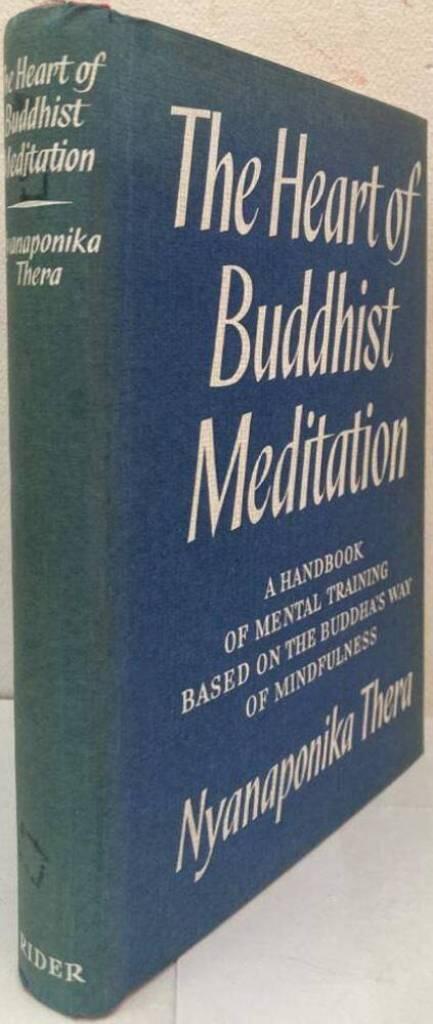 The Heart of
Buddhist
Meditation
Nyanaponika
Thera
RIDER
The Heart of
Buddhist
Meditation
A HANDBOOK
OF MENTAL TRAINING
BASED ON THE BUDDHA'S WAY
OF MINDFULNESS
Nyanaponika Thera